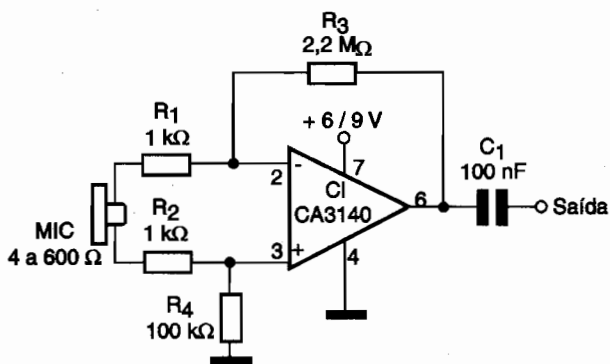 R3
2,2 MΩ
R1
1 kΩ
+ 6 / 9 V
C1
100 nF
2
-
7
CI
CA3140
6
Saída
MIC
4 a 600 Ω
R2
1 kΩ
3
+
4
R4
100 kΩ